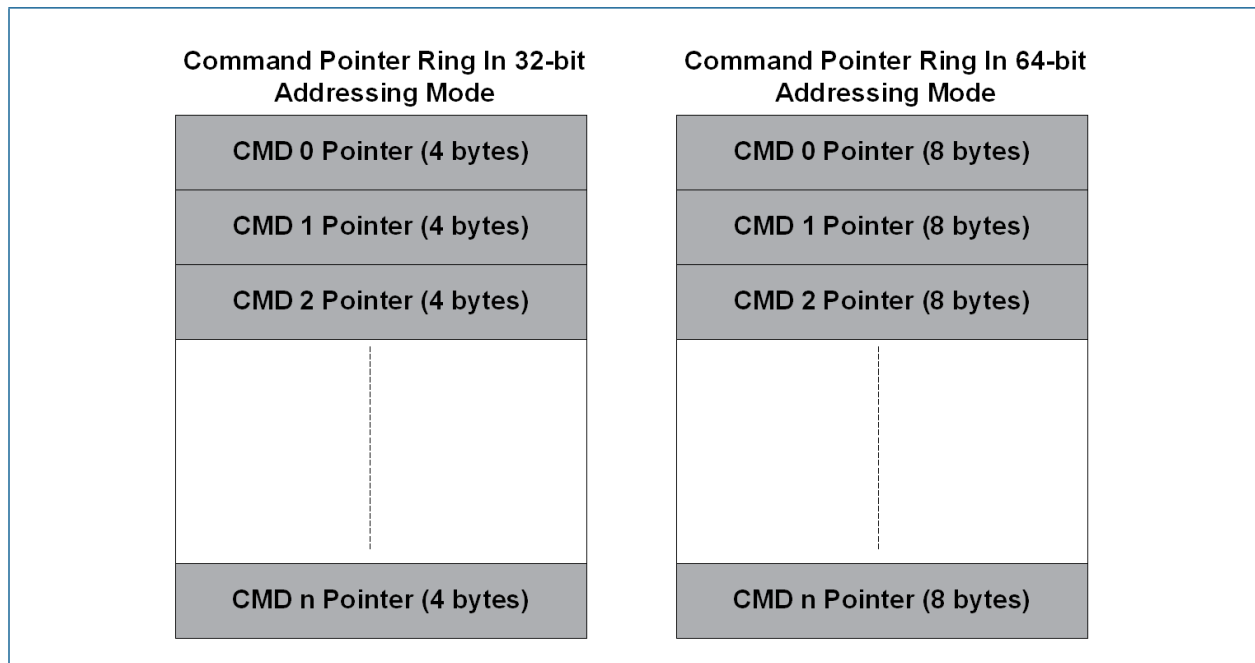 Command Pointer Ring In 32-bit
Addressing Mode
CMD 0 Pointer (4 bytes)
CMD 1 Pointer (4 bytes)
CMD 2 Pointer (4 bytes)
CMD n Pointer (4 bytes)
Command Pointer Ring In 64-bit
Addressing Mode
CMD 0 Pointer (8 bytes)
CMD 1 Pointer (8 bytes)
CMD 2 Pointer (8 bytes)
CMD n Pointer (8 bytes)